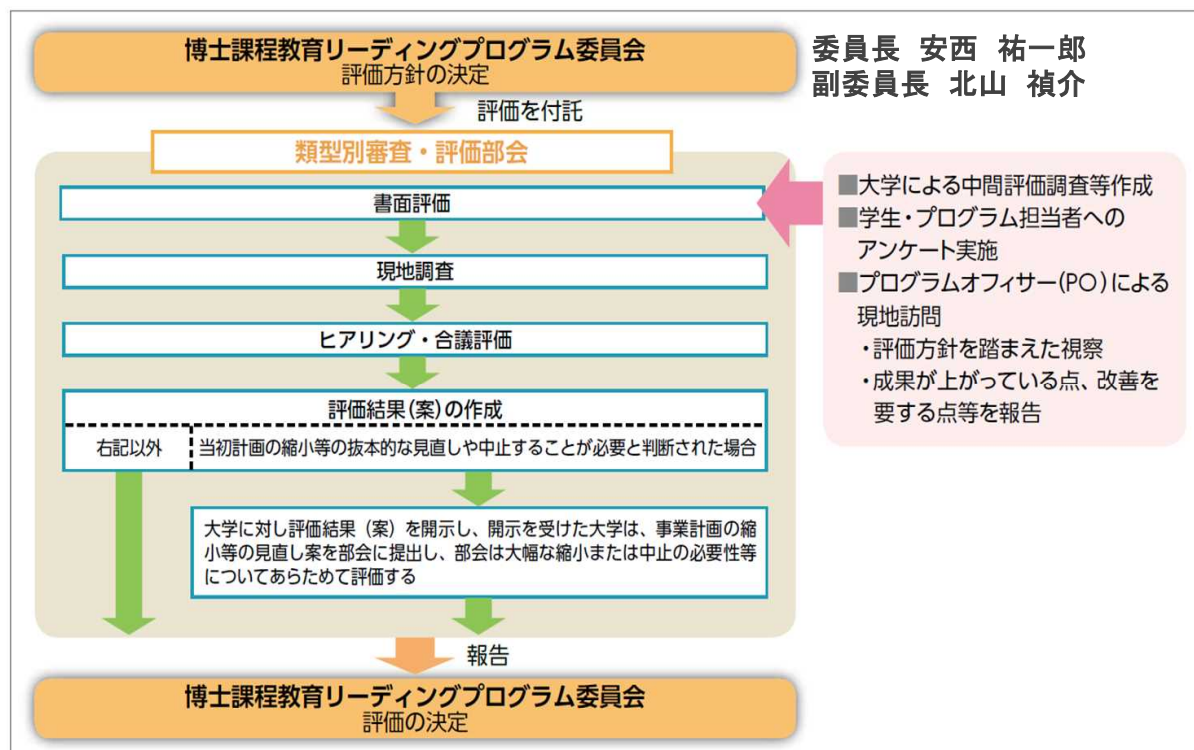 博士課程教育リーディングプログラム委員会
評価方針の決定
委員長 安西 祐一郎
副委員長 北山 禎介
評価を付託
類型別審査・評価部会
書面評価
現地調査
ヒアリング・合議評価
評価結果(案)の作成
右記以外
当初計画の縮小等の抜本的な見直しや中止することが必要と判断された場合
大学に対し評価結果（案）を開示し、開示を受けた大学は、事業計画の縮
小等の見直し案を部会に提出し、部会は大幅な縮小または中止の必要性等
についてあらためて評価する
■大学による中間評価調査等作成
■学生・プログラム担当者への
アンケート実施
■プログラムオフィサー(PO)による
現地訪問
・評価方針を踏まえた視察
・成果が上がっている点、改善を
要する点等を報告
報告
博士課程教育リーディングプログラム委員会
評価の決定